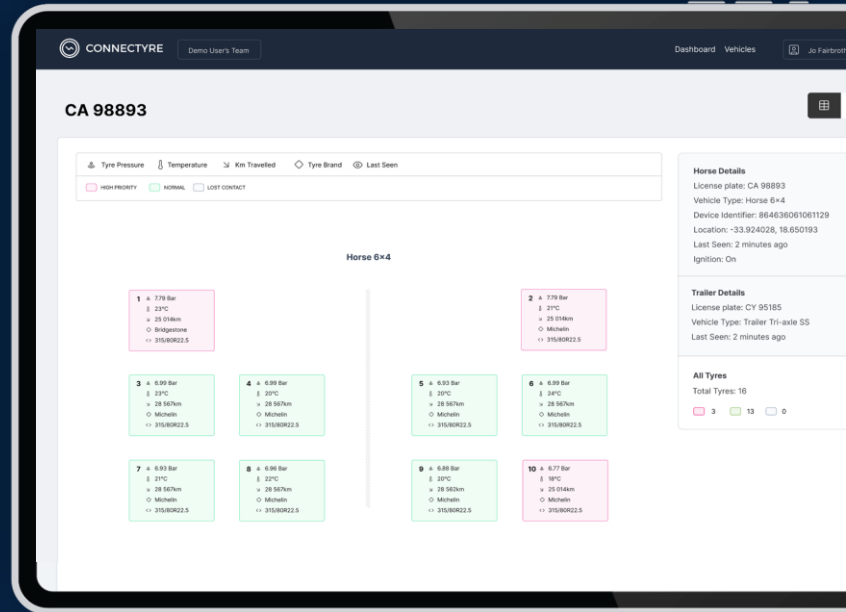 CONNECTYRE
Demo User's Team
Dashboard Vehicles
Jo Fairbroth
CA 98893
Tyre Pressure Temperature Km Travelled Tyre Brand Last Seen
HIGH PRIORITY NORMAL LOST CONTACT
Horse 6×4
1 7.79 Bar
23°C
25 014km
Bridgestone
315/80R22.5
2 7.79 Bar
21°C
25 014km
Michelin
315/80R22.5
3 6.99 Bar
23°C
28 567km
Michelin
315/80R22.5
4 6.99 Bar
20°C
28 567km
Michelin
315/80R22.5
5 6.93 Bar
20°C
28 567km
Michelin
315/80R22.5
6 6.99 Bar
24°C
28 567km
Michelin
315/80R22.5
7 6.93 Bar
21°C
28 567km
Michelin
315/80R22.5
8 6.96 Bar
22°C
28 567km
Michelin
315/80R22.5
9 6.88 Bar
20°C
28 562km
Michelin
315/80R22.5
10 6.77 Bar
18°C
25 014km
Michelin
315/80R22.5
Horse Details
License plate: CA 98893
Vehicle Type: Horse 6×4
Device Identifier: 864636061061129
Location: -33.924028, 18.650193
Last Seen: 2 minutes ago
Ignition: On
Trailer Details
License plate: CY 95185
Vehicle Type: Trailer Tri-axle SS
Last Seen: 2 minutes ago
All Tyres
Total Tyres: 16
3 13 0